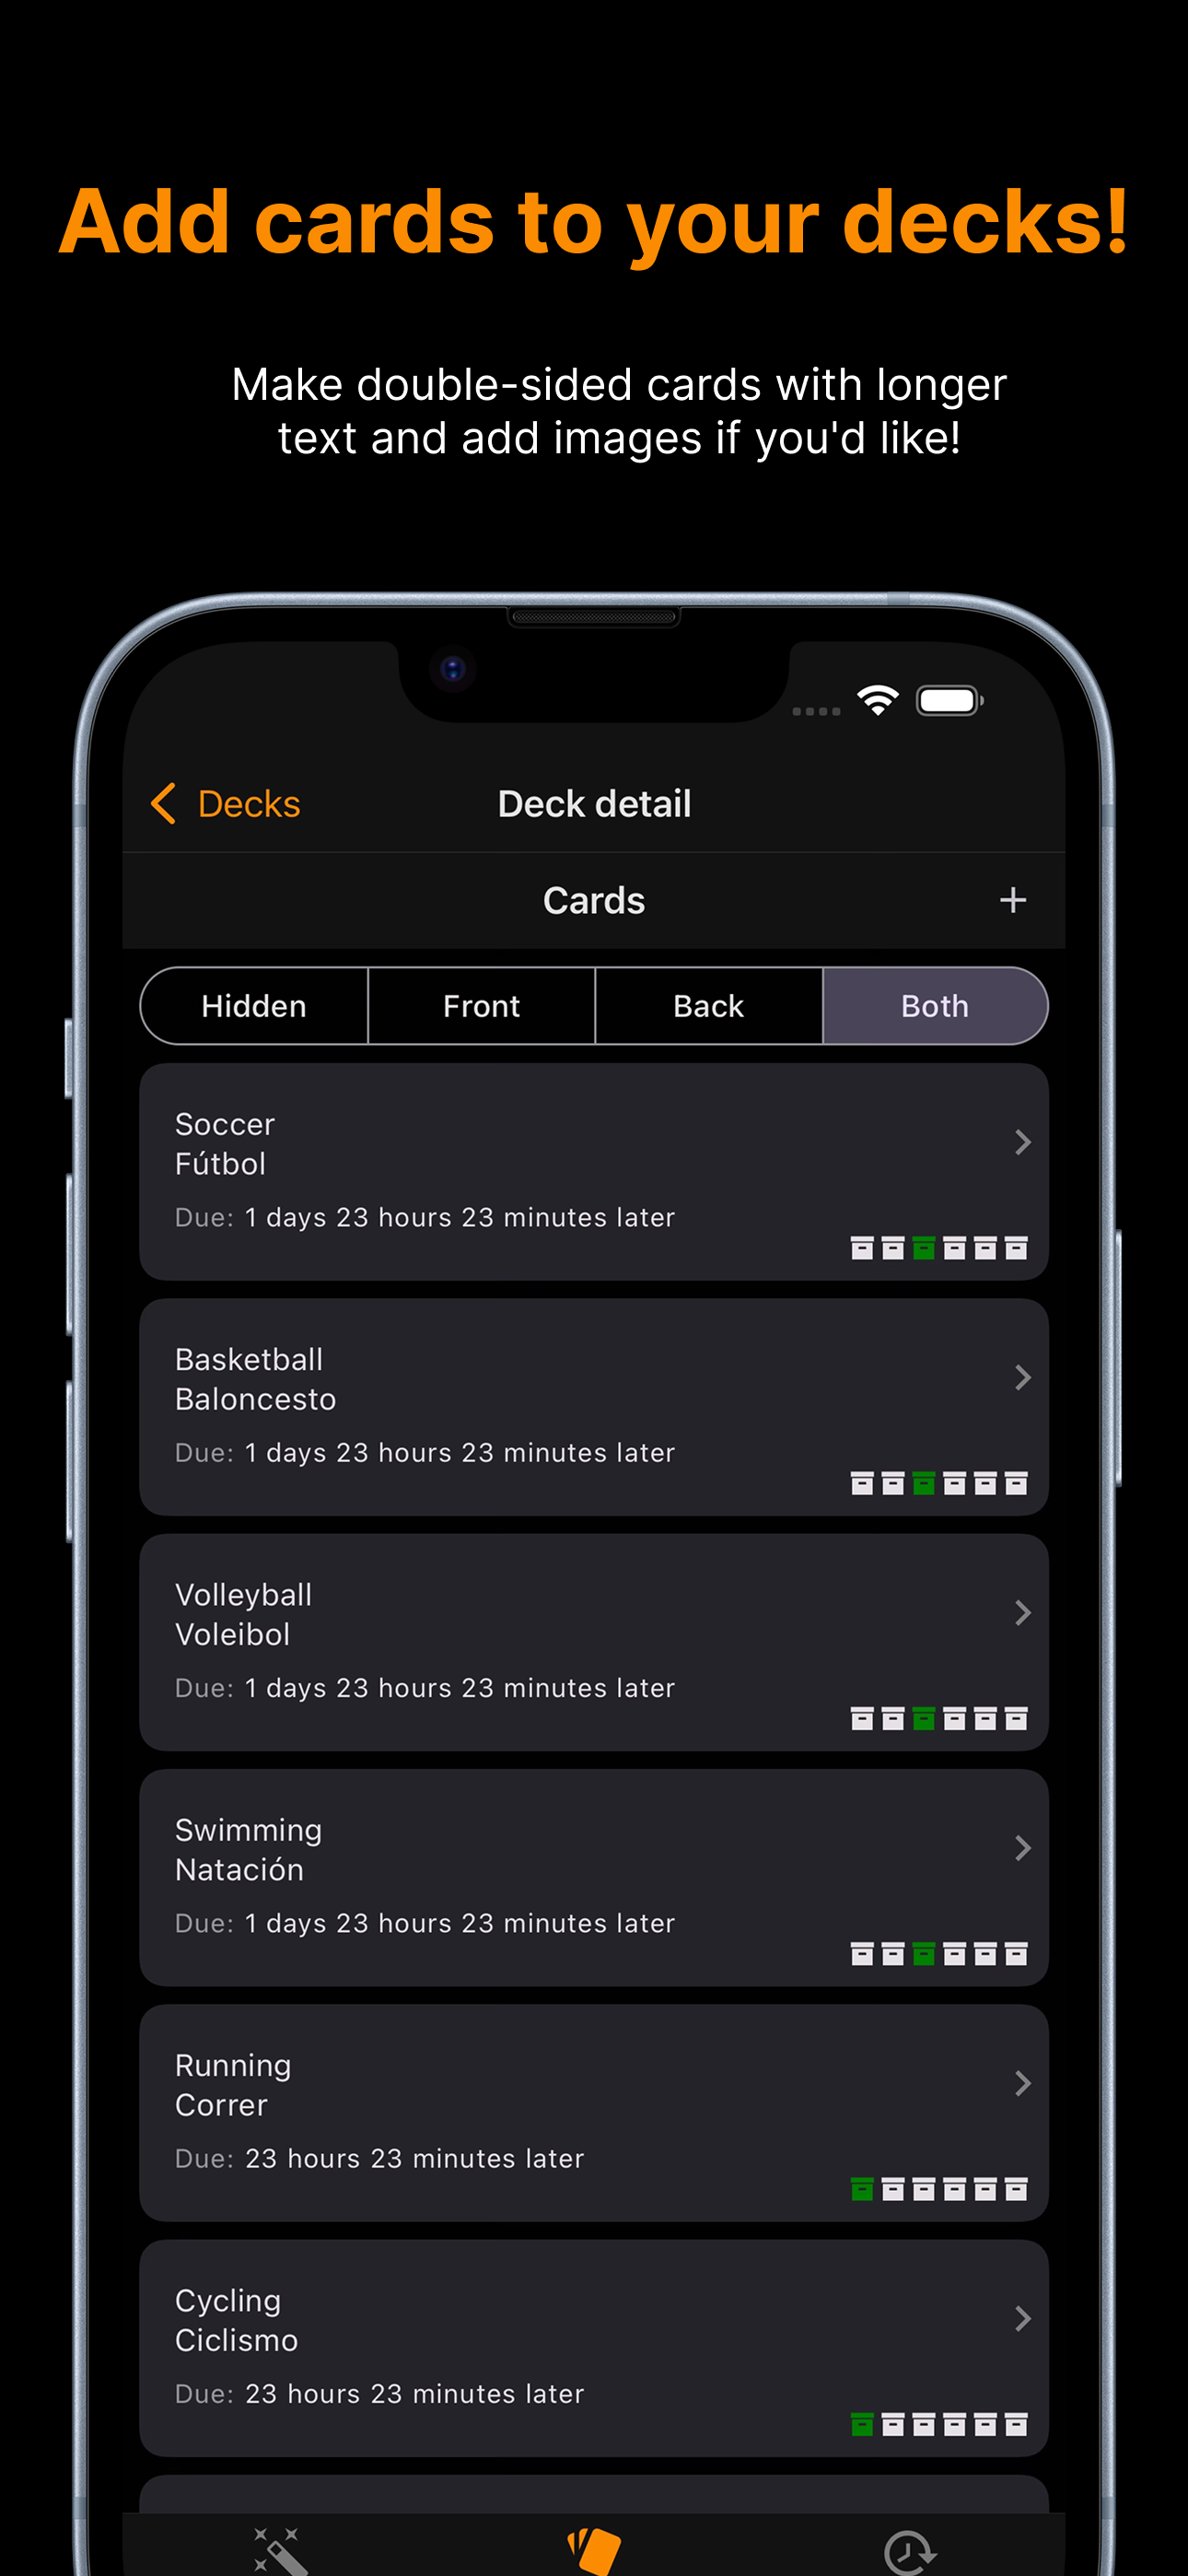 Add cards to your decks!
Make double-sided cards with longer
text and add images if you'd like!
Decks
Deck detail
Cards
Hidden
Front
Back
Both
Soccer
Fútbol
Due: 1 days 23 hours 23 minutes later
Basketball
Baloncesto
Due: 1 days 23 hours 23 minutes later
Volleyball
Voleibol
Due: 1 days 23 hours 23 minutes later
Swimming
Natación
Due: 1 days 23 hours 23 minutes later
Running
Correr
Due: 23 hours 23 minutes later
Cycling
Ciclismo
Due: 23 hours 23 minutes later